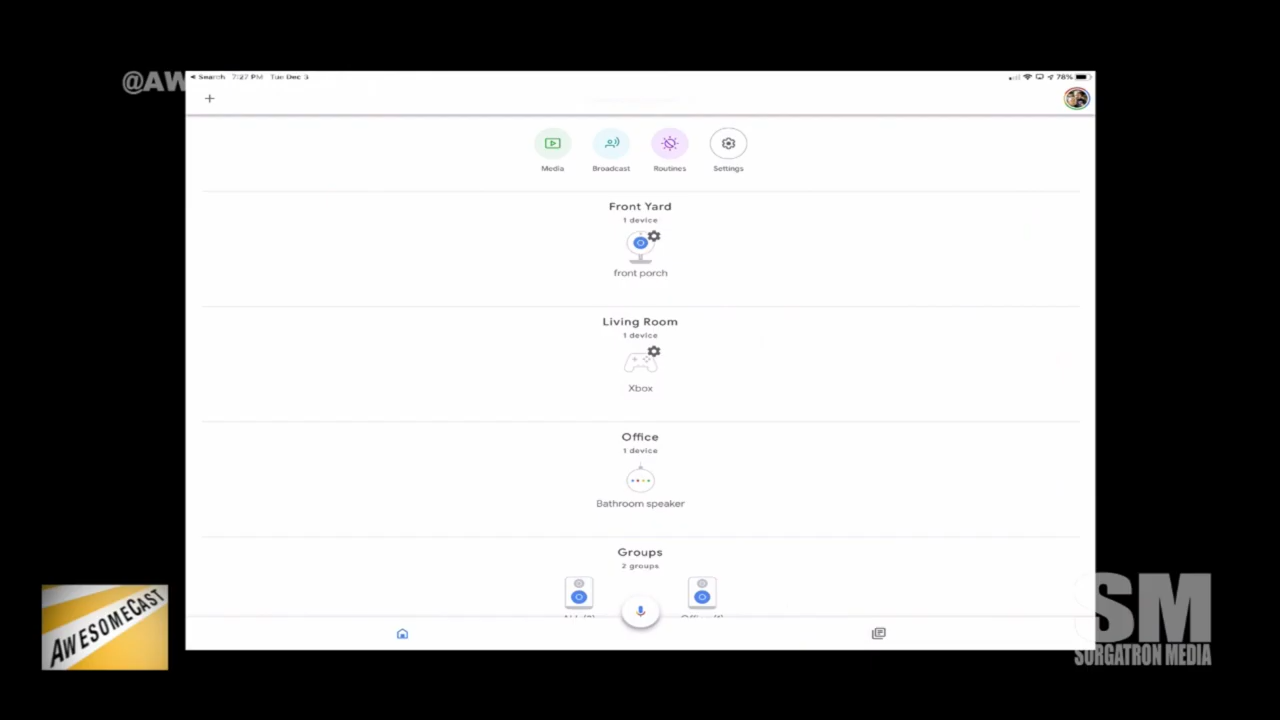 @AW
Search 7:27 PM Tue Dec 3
78%
Media
Broadcast
Routines
Settings
Front Yard
1 device
front porch
Living Room
1 device
Xbox
Office
1 device
Bathroom speaker
Groups
2 groups
AWESOMECAST
SM
SORGATRON MEDIA